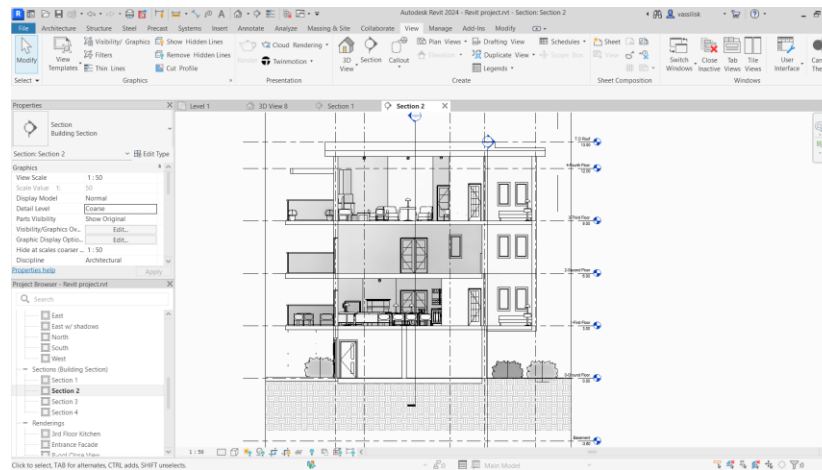 Autodesk Revit 2024 - Revit project.rvt - Section: Section 2
vassilisk
File Architecture Structure Steel Precast Systems Insert Annotate Analyze Massing & Site Collaborate View Manage Add-Ins Modify
Modify
View Templates
Visibility/ Graphics
Filters
Thin Lines
Show Hidden Lines
Remove Hidden Lines
Cut Profile
Render
Cloud Rendering
Twinmotion
3D View
Section
Callout
Plan Views
Elevation
Drafting View
Duplicate View
Legends
Schedules
Scope Box
Sheet
View
Switch Windows
Close Inactive
Tab Views
Tile Views
User Interface
Can
The
Select Graphics Presentation Create Sheet Composition Windows
Properties
Level 1 3D View 8 Section 1 Section 2
Section
Building Section
Section: Section 2 Edit Type
Graphics
View Scale 1 : 50
Scale Value 1: 50
Display Model Normal
Detail Level Coarse
Parts Visibility Show Original
Visibility/Graphics Ov... Edit...
Graphic Display Optio... Edit...
Hide at scales coarser ... 1 : 50
Discipline Architectural
Properties help Apply
Project Browser - Revit project.rvt
Search
East
East w/ shadows
North
South
West
Sections (Building Section)
Section 1
Section 2
Section 3
Section 4
Renderings
3rd Floor Kitchen
Entrance Facade
1 : 50
Click to select, TAB for alternates, CTRL adds, SHIFT unselects.
Main Model